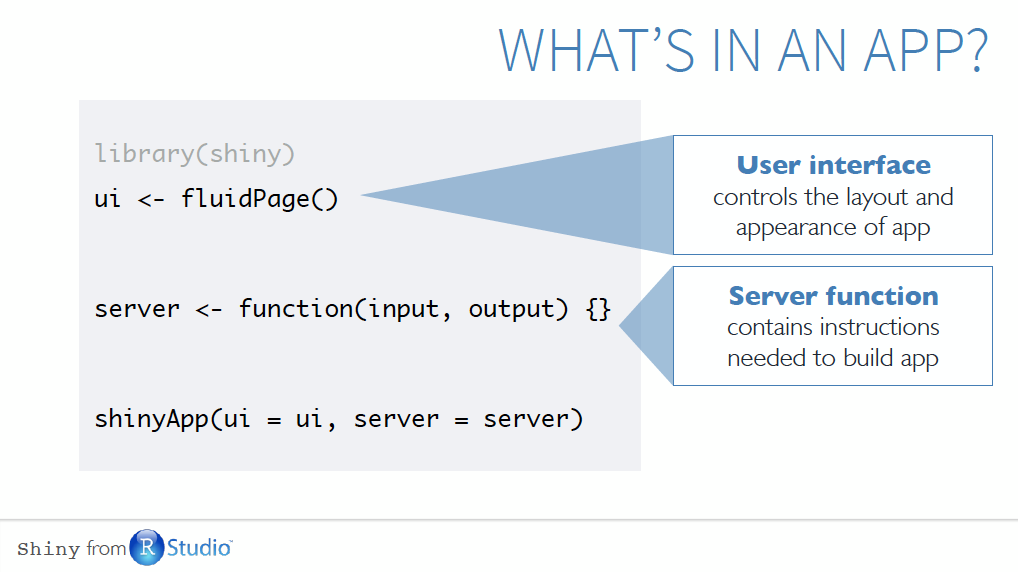 WHAT’S IN AN APP?
library(shiny)
ui <- fluidPage()
server <- function(input, output) {}
shinyApp(ui = ui, server = server)
User interface
controls the layout and
appearance of app
Server function
contains instructions
needed to build app
Shiny from R Studio™